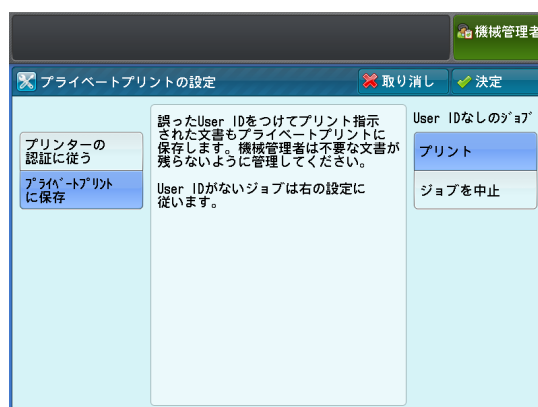 機械管理者
プライベートプリントの設定
取り消し
決定
プリンターの
認証に従う
プライベートプリント
に保存
誤ったUser IDをつけてプリント指示
された文書もプライベートプリントに
保存します。機械管理者は不要な文書が
残らないように管理してください。
User IDがないジョブは右の設定に
従います。
User IDなしのジョブ
プリント
ジョブを中止